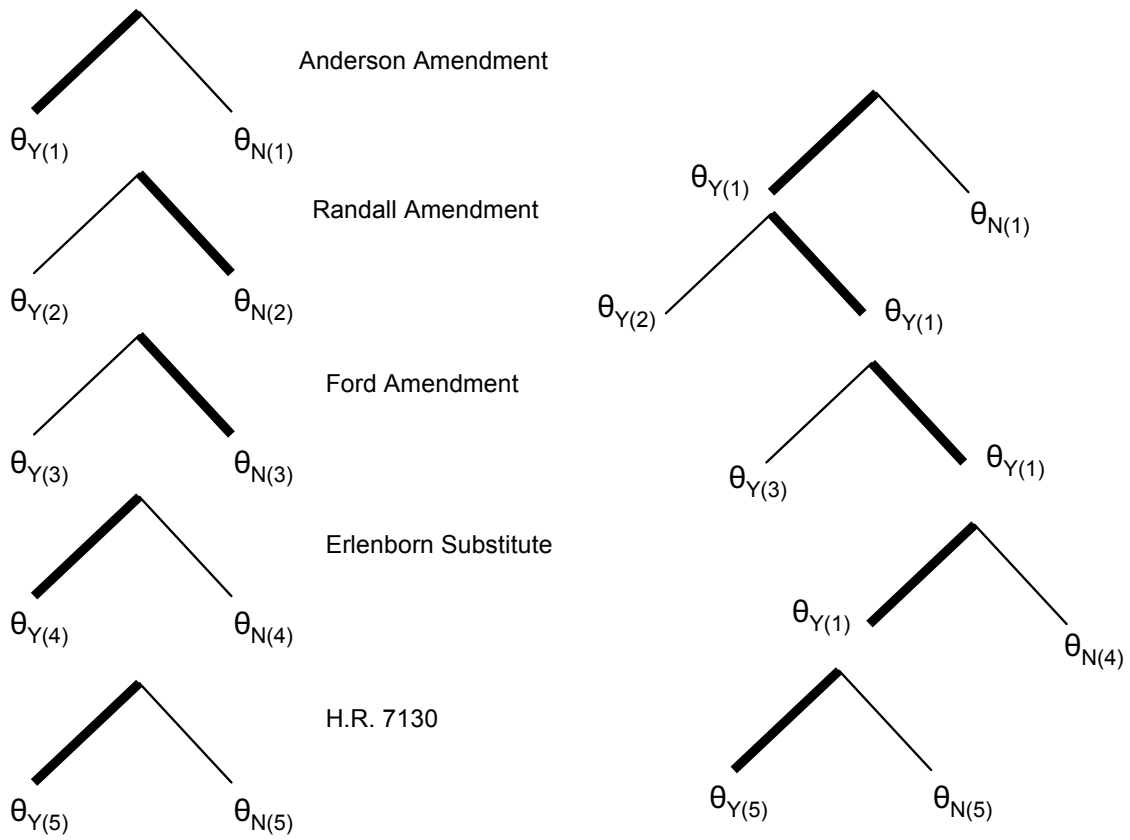 Anderson Amendment
θY(1) θN(1)
Randall Amendment
θY(2) θN(2)
Ford Amendment
θY(3) θN(3)
Erlenborn Substitute
θY(4) θN(4)
H.R. 7130
θY(5) θN(5)
θY(1) θN(1)
θY(2) θY(1)
θY(3) θY(1)
θY(1) θN(4)
θY(5) θN(5)